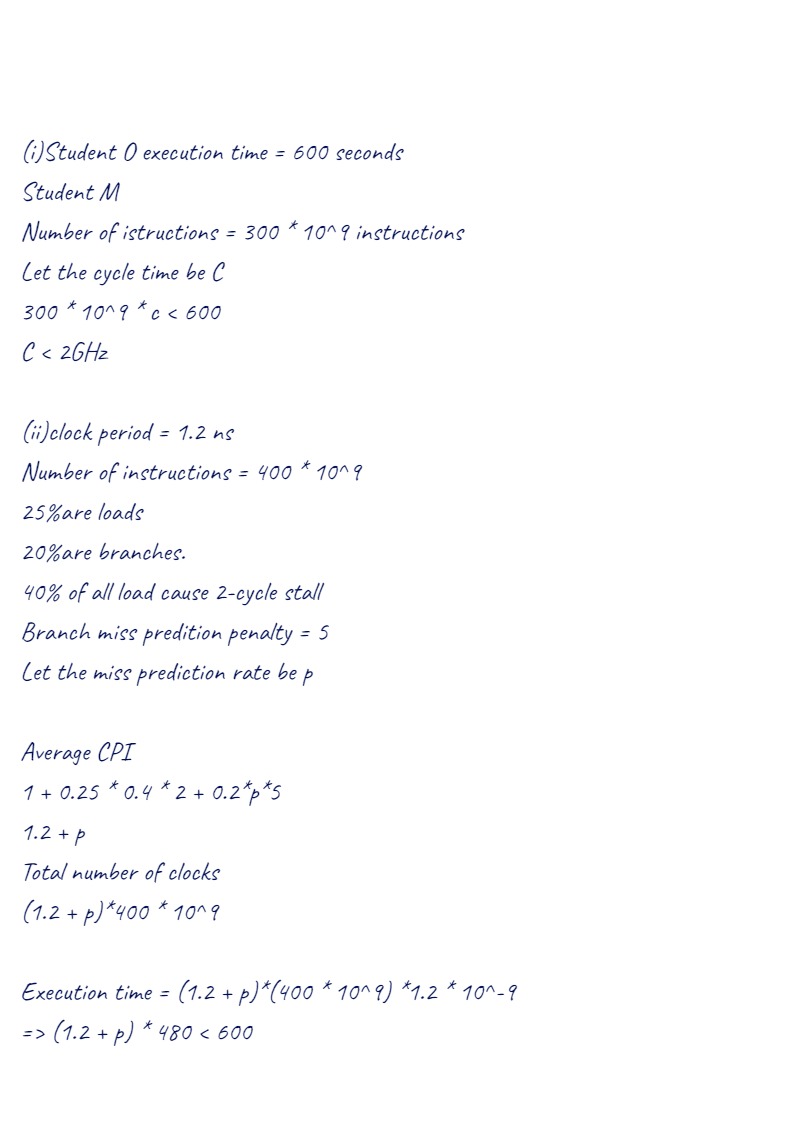 (i)Student O execution time = 600 seconds
Student M
Number of istructions = 300 * 10^9 instructions
Let the cycle time be C
300 * 10^9 * c < 600
C < 2GHz
(ii)clock period = 1.2 ns
Number of instructions = 400 * 10^9
25%are loads
20%are branches.
40% of all load cause 2-cycle stall
Branch miss predition penalty = 5
Let the miss prediction rate be p
Average CPI
1 + 0.25 * 0.4 * 2 + 0.2*p*5
1.2 + p
Total number of clocks
(1.2 + p)*400 * 10^9
Execution time = (1.2 + p)*(400 * 10^9) *1.2 * 10^-9
=> (1.2 + p) * 480 < 600